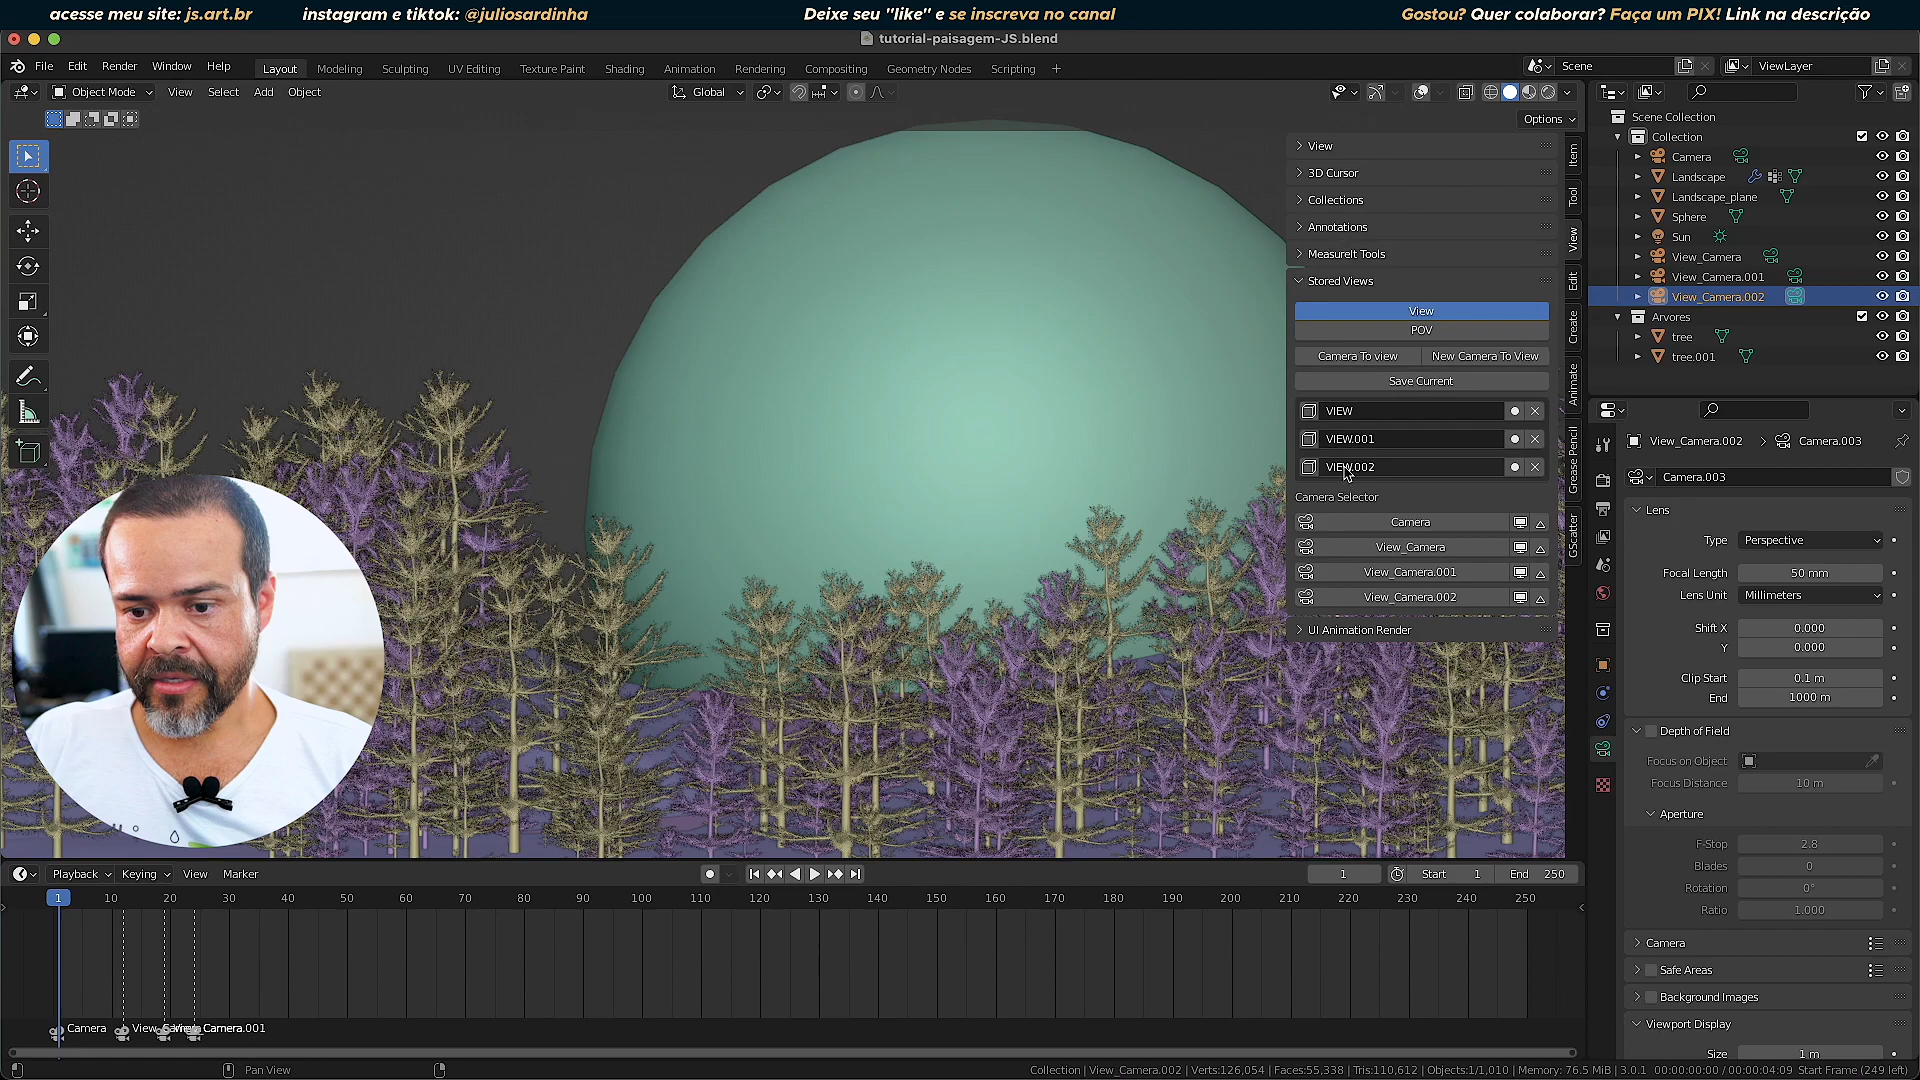 acesse meu site: js.art.br instagram e tiktok: @juliosardinha Deixe seu "like" e se inscreva no canal Gostou? Quer colaborar? Faça um PIX! Link na descrição
tutorial-paisagem-JS.blend
File Edit Render Window Help Layout Modeling Sculpting UV Editing Texture Paint Shading Animation Rendering Compositing Geometry Nodes Scripting + Scene ViewLayer
Object Mode View Select Add Object Global
Options
View
3D Cursor
Collections
Annotations
MeasureIt Tools
Stored Views
View
POV
Camera To view New Camera To View
Save Current
VIEW
VIEW.001
VIEW.002
Camera Selector
Camera
View_Camera
View_Camera.001
View_Camera.002
UI Animation Render
Item
Tool
View
Edit
Create
Animate
Grease Pencil
GScatter
Scene Collection
Collection
Camera
Landscape
Landscape_plane
Sphere
Sun
View_Camera
View_Camera.001
View_Camera.002
Arvores
tree
tree.001
View_Camera.002 Camera.003
Camera.003
Lens
Type Perspective
Focal Length 50 mm
Lens Unit Millimeters
Shift X 0.000
Y 0.000
Clip Start 0.1 m
End 1000 m
Depth of Field
Focus on Object
Focus Distance 10 m
Aperture
F-Stop 2.8
Blades 0
Rotation 0°
Ratio 1.000
Camera
Safe Areas
Background Images
Viewport Display
Size 1 m
Playback Keying View Marker 1 Start 1 End 250
1 10 20 30 40 50 60 70 80 90 100 110 120 130 140 150 160 170 180 190 200 210 220 230 240 250
Camera View_Camera.001
Pan View
Collection | View_Camera.002 | Verts:126,054 | Faces:55,338 | Tris:110,612 | Objects:1/1,010 | Memory: 76.5 MiB | 3.0.1 00:00:00:00 / 00:00:04:09 Start Frame (249 left)